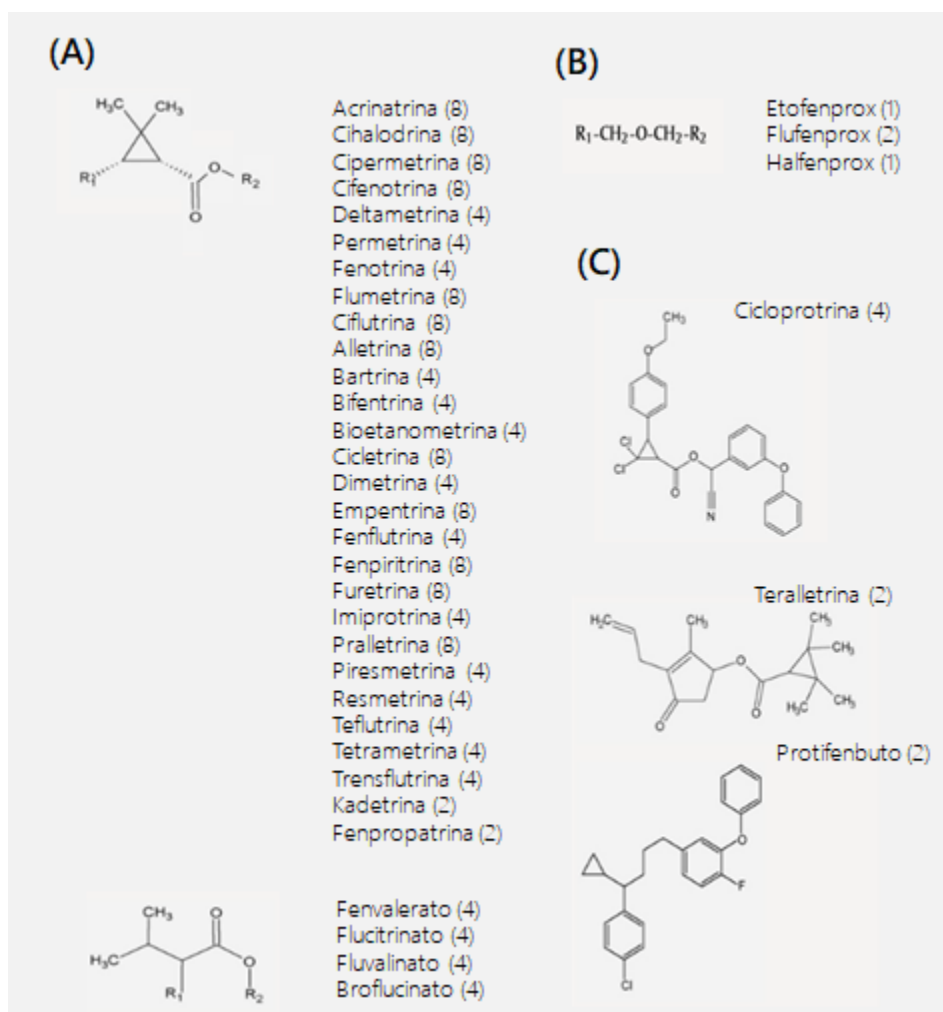 (A)
H₃C CH₃
R₁ O R₂
O
Acrinatrina (8)
Cihalodrina (8)
Cipermetrina (8)
Cifenotrina (8)
Deltametrina (4)
Permetrina (4)
Fenotrina (4)
Flumetrina (8)
Ciflutrina (8)
Alletrina (8)
Bartrina (4)
Bifentrina (4)
Bioetanometrina (4)
Cicletrina (8)
Dimetrina (4)
Empentrina (8)
Fenflutrina (4)
Fenpiritrina (8)
Furetrina (8)
Imiprotrina (4)
Pralletrina (8)
Piresmetrina (4)
Resmetrina (4)
Teflutrina (4)
Tetrametrina (4)
Trensflutrina (4)
Kadetrina (2)
Fenpropatrina (2)
CH₃ O
H₃C O
R₁ R₂
Fenvalerato (4)
Flucitrinato (4)
Fluvalinato (4)
Broflucinato (4)
(B)
R₁-CH₂-O-CH₂-R₂
Etofenprox (1)
Flufenprox (2)
Halfenprox (1)
(C)
Cicloprotrina (4)
CH₃
O
Cl
Cl O O
O
N
Teralletrina (2)
H₂C CH₃ CH₃
O CH₃
O O H₃C CH₃
Protifenbuto (2)
O
F
Cl